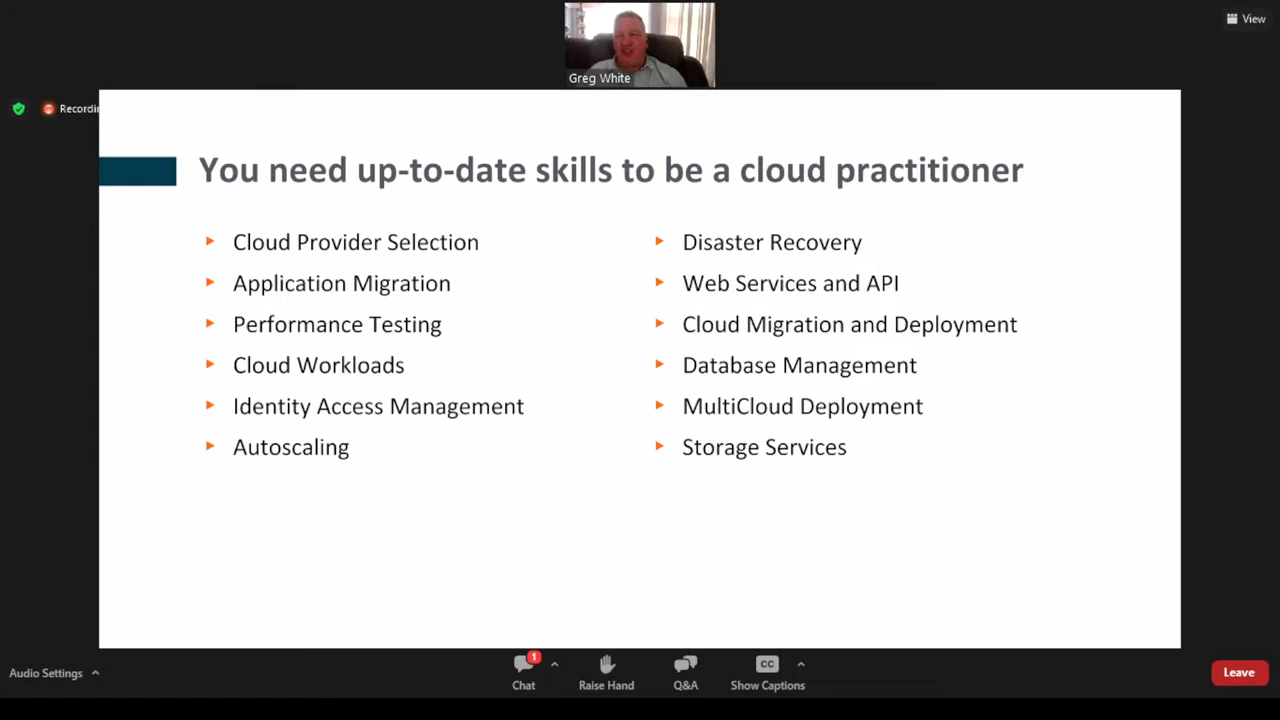 View
Greg White
Recordin
You need up-to-date skills to be a cloud practitioner
Cloud Provider Selection
Application Migration
Performance Testing
Cloud Workloads
Identity Access Management
Autoscaling
Disaster Recovery
Web Services and API
Cloud Migration and Deployment
Database Management
MultiCloud Deployment
Storage Services
Audio Settings
1
Chat
Raise Hand
Q&A
CC
Show Captions
Leave